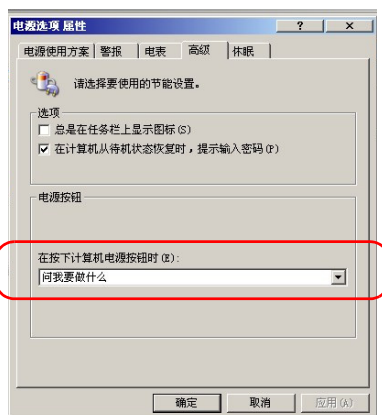 电源选项 属性
电源使用方案 警报 电表 高级 休眠
请选择要使用的节能设置。
选项
总是在任务栏上显示图标(S)
在计算机从待机状态恢复时，提示输入密码(P)
电源按钮
在按下计算机电源按钮时(E):
问我要做什么
确定 取消 应用(A)